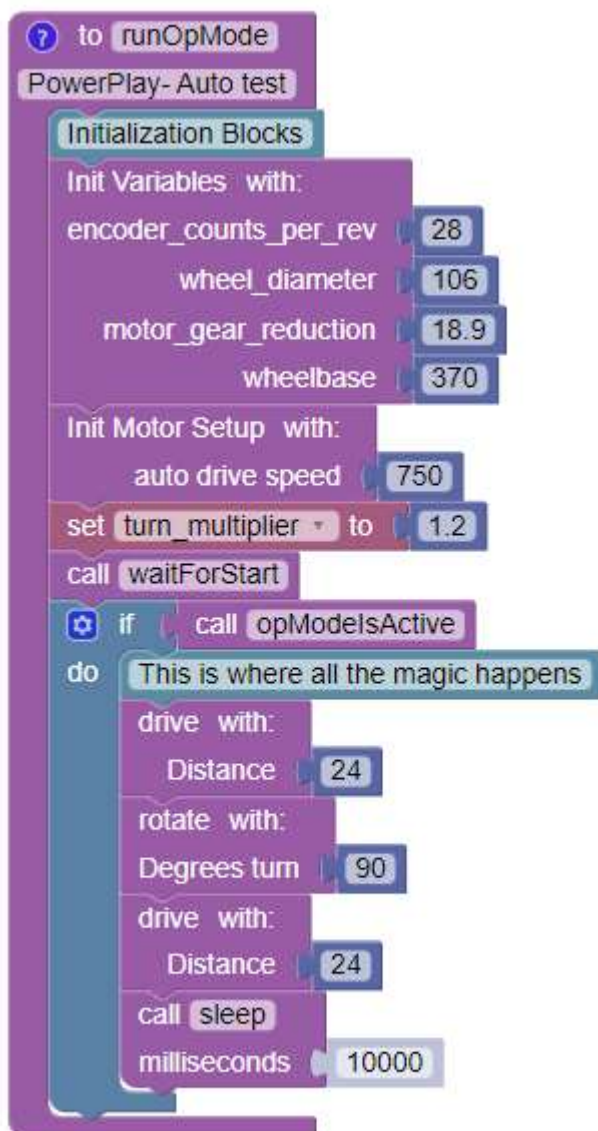 ? to runOpMode
PowerPlay- Auto test
Initialization Blocks
Init Variables with:
encoder_counts_per_rev 28
wheel_diameter 106
motor_gear_reduction 18.9
wheelbase 370
Init Motor Setup with:
auto drive speed 750
set turn_multiplier to 1.2
call waitForStart
if call opModeIsActive
do This is where all the magic happens
drive with:
Distance 24
rotate with:
Degrees turn 90
drive with:
Distance 24
call sleep
milliseconds 10000